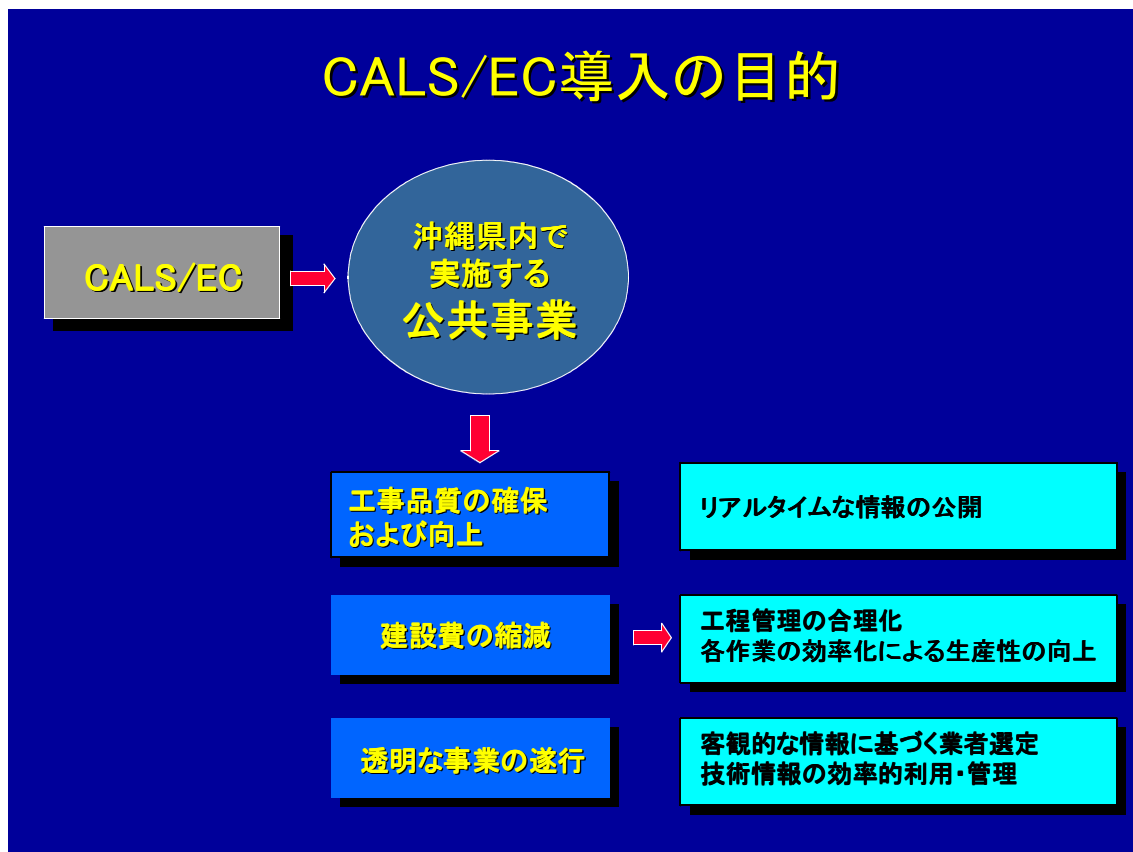 CALS/EC導入の目的
CALS/EC
沖縄県内で
実施する
公共事業
工事品質の確保
および向上
リアルタイムな情報の公開
建設費の縮減
工程管理の合理化
各作業の効率化による生産性の向上
透明な事業の遂行
客観的な情報に基づく業者選定
技術情報の効率的利用・管理